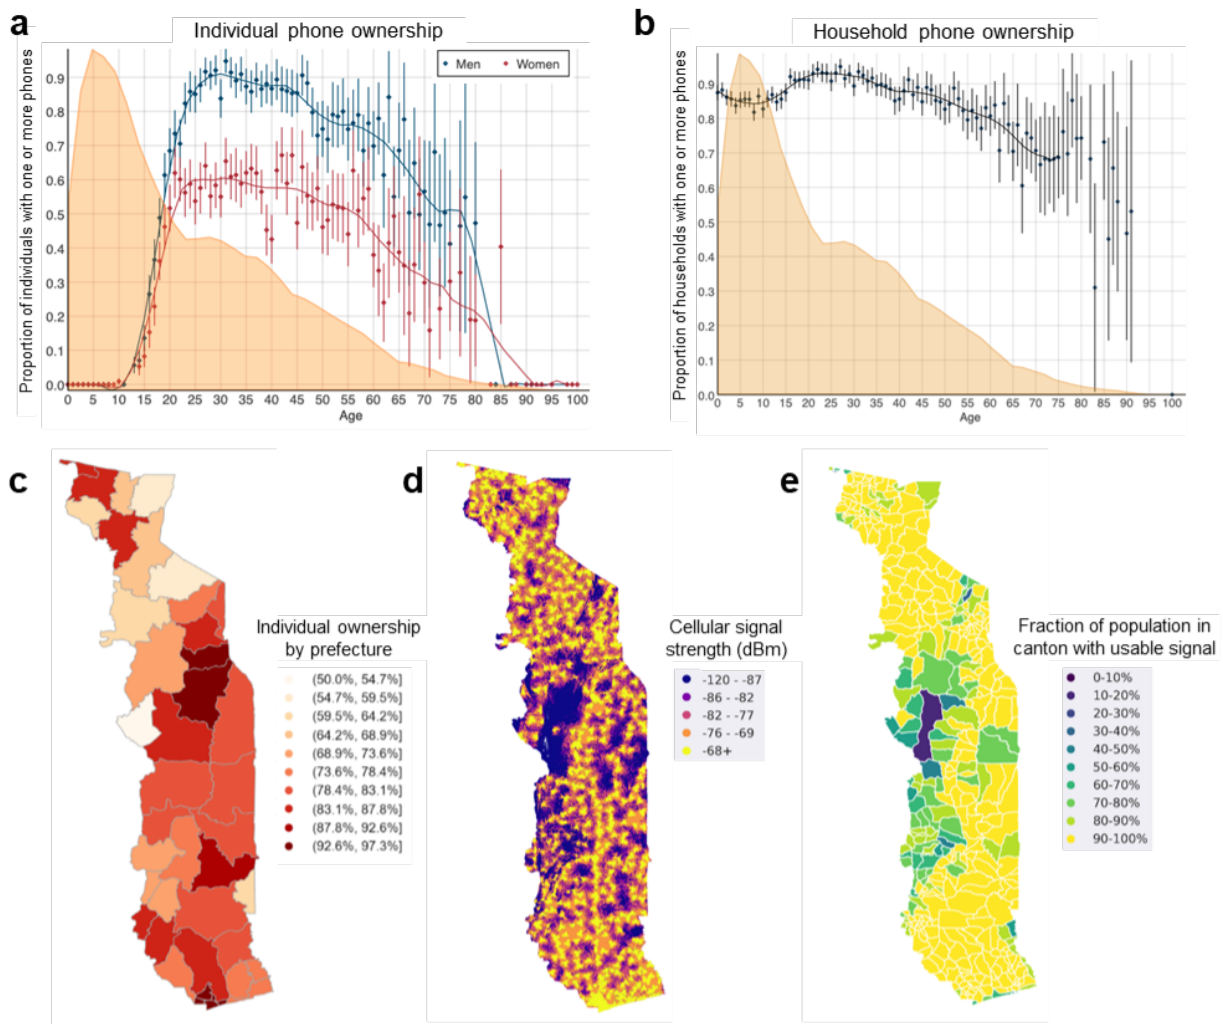 a
Individual phone ownership
Proportion of individuals with one or more phones
Men Women
0.9
0.8
0.7
0.6
0.5
0.4
0.3
0.2
0.1
0.0
0 5 10 15 20 25 30 35 40 45 50 55 60 65 70 75 80 85 90 95 100
Age
b
Household phone ownership
Proportion of households with one or more phones
0.9
0.8
0.7
0.6
0.5
0.4
0.3
0.2
0.1
0.0
0 5 10 15 20 25 30 35 40 45 50 55 60 65 70 75 80 85 90 95 100
Age
c
Individual ownership
by prefecture
(50.0%, 54.7%]
(54.7%, 59.5%]
(59.5%, 64.2%]
(64.2%, 68.9%]
(68.9%, 73.6%]
(73.6%, 78.4%]
(78.4%, 83.1%]
(83.1%, 87.8%]
(87.8%, 92.6%]
(92.6%, 97.3%]
d
Cellular signal
strength (dBm)
-120 - -87
-86 - -82
-82 - -77
-76 - -69
-68+
e
Fraction of population in
canton with usable signal
0-10%
10-20%
20-30%
30-40%
40-50%
50-60%
60-70%
70-80%
80-90%
90-100%